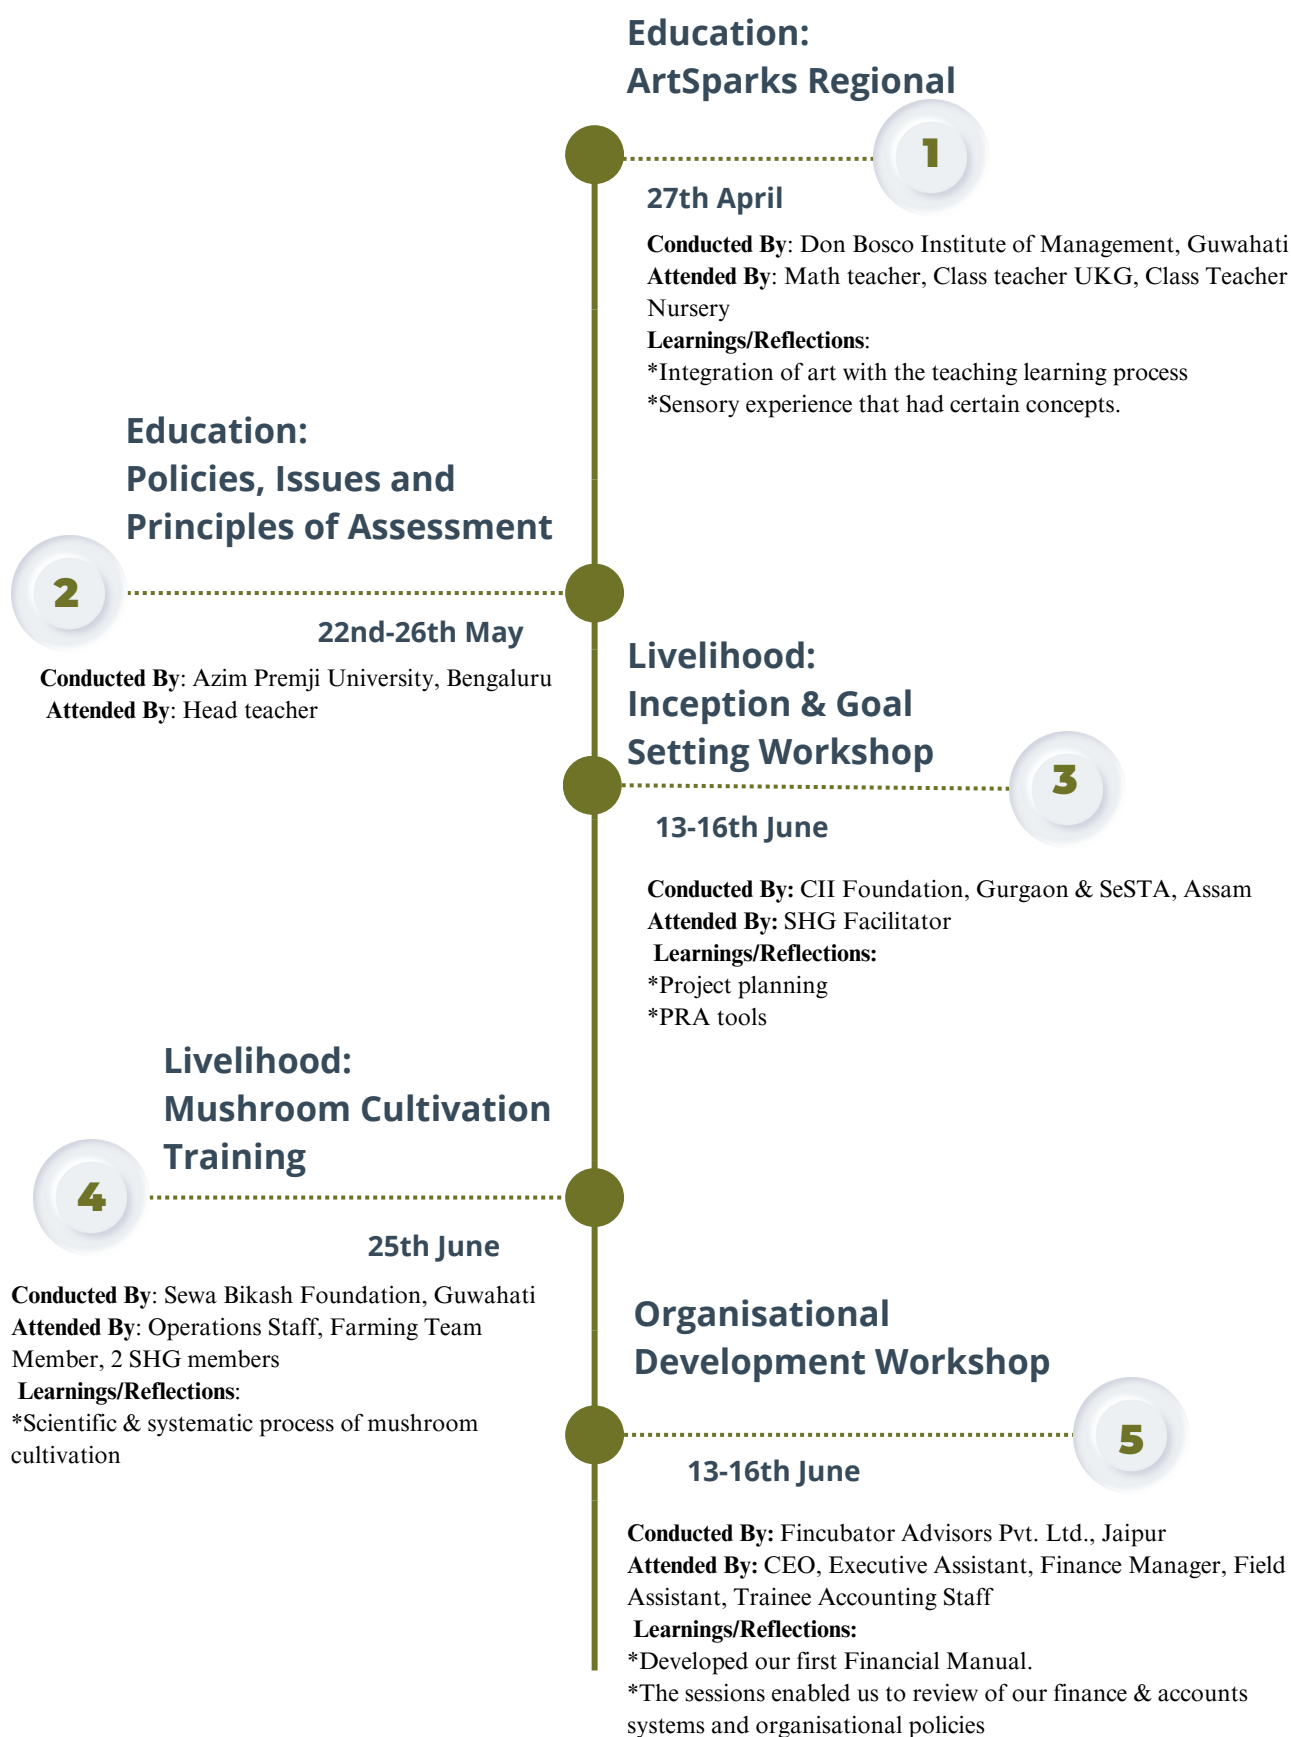 Education:
ArtSparks Regional
1
27th April
Conducted By: Don Bosco Institute of Management, Guwahati
Attended By: Math teacher, Class teacher UKG, Class Teacher
Nursery
Learnings/Reflections:
*Integration of art with the teaching learning process
*Sensory experience that had certain concepts.
Education:
Policies, Issues and
Principles of Assessment
2
22nd-26th May
Conducted By: Azim Premji University, Bengaluru
Attended By: Head teacher
Livelihood:
Inception & Goal
Setting Workshop
3
13-16th June
Conducted By: CII Foundation, Gurgaon & SeSTA, Assam
Attended By: SHG Facilitator
Learnings/Reflections:
*Project planning
*PRA tools
Livelihood:
Mushroom Cultivation
Training
4
25th June
Conducted By: Sewa Bikash Foundation, Guwahati
Attended By: Operations Staff, Farming Team
Member, 2 SHG members
Learnings/Reflections:
*Scientific & systematic process of mushroom
cultivation
Organisational
Development Workshop
5
13-16th June
Conducted By: Fincubator Advisors Pvt. Ltd., Jaipur
Attended By: CEO, Executive Assistant, Finance Manager, Field
Assistant, Trainee Accounting Staff
Learnings/Reflections:
*Developed our first Financial Manual.
*The sessions enabled us to review of our finance & accounts
systems and organisational policies